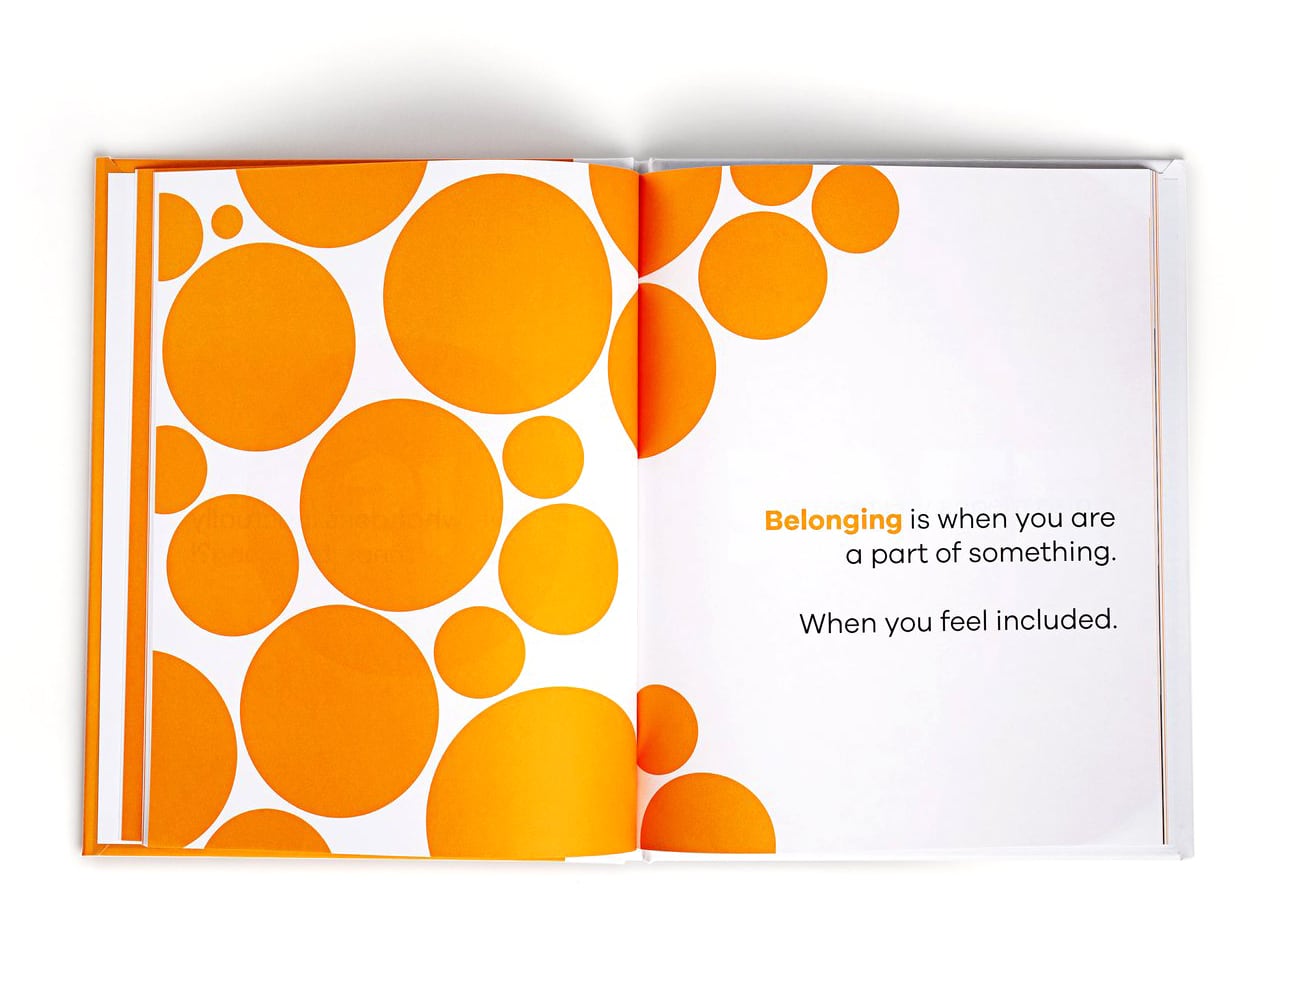 Belonging is when you are
a part of something.
When you feel included.